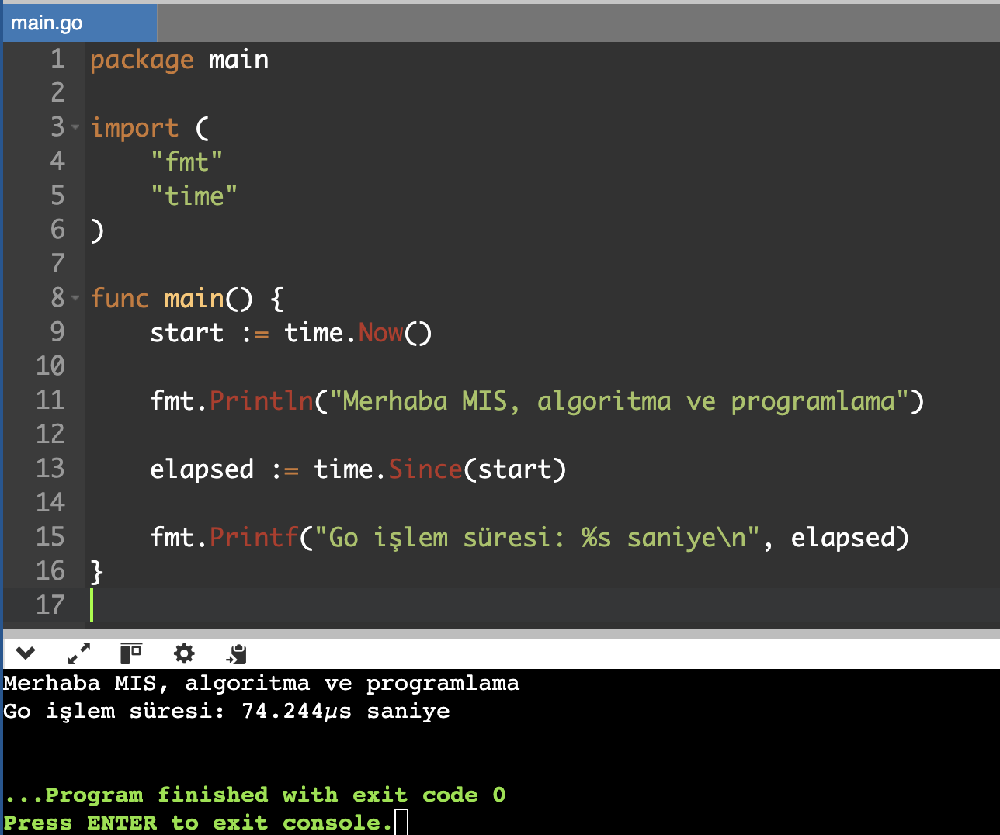 main.go
1 package main
2
3 import (
4     "fmt"
5     "time"
6 )
7
8 func main() {
9     start := time.Now()
10
11     fmt.Println("Merhaba MIS, algoritma ve programlama")
12
13     elapsed := time.Since(start)
14
15     fmt.Printf("Go işlem süresi: %s saniye\n", elapsed)
16 }
17
Merhaba MIS, algoritma ve programlama
Go işlem süresi: 74.244µs saniye
...Program finished with exit code 0
Press ENTER to exit console.